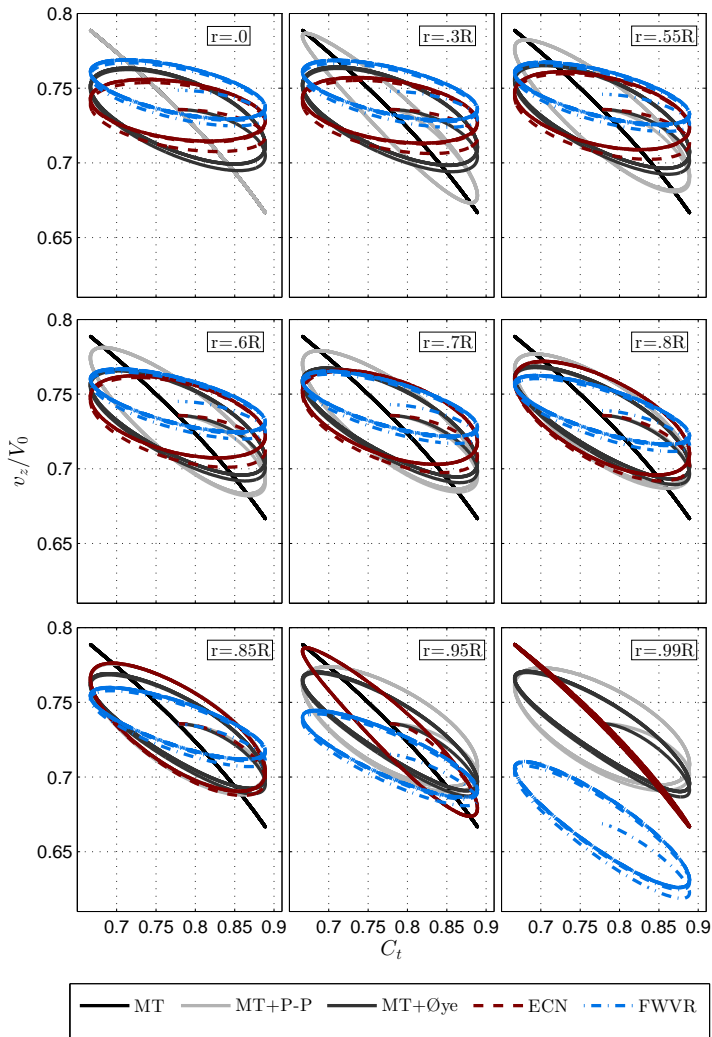 0.8
0.75
0.7
0.65
r=.0
r=.3R
r=.55R
0.8
0.75
0.7
0.65
r=.6R
r=.7R
r=.8R
v_z/V_0
0.8
0.75
0.7
0.65
r=.85R
r=.95R
r=.99R
0.7 0.75 0.8 0.85 0.9
0.7 0.75 0.8 0.85 0.9
0.7 0.75 0.8 0.85 0.9
C_t
MT MT+P-P MT+Øye ECN FWVR